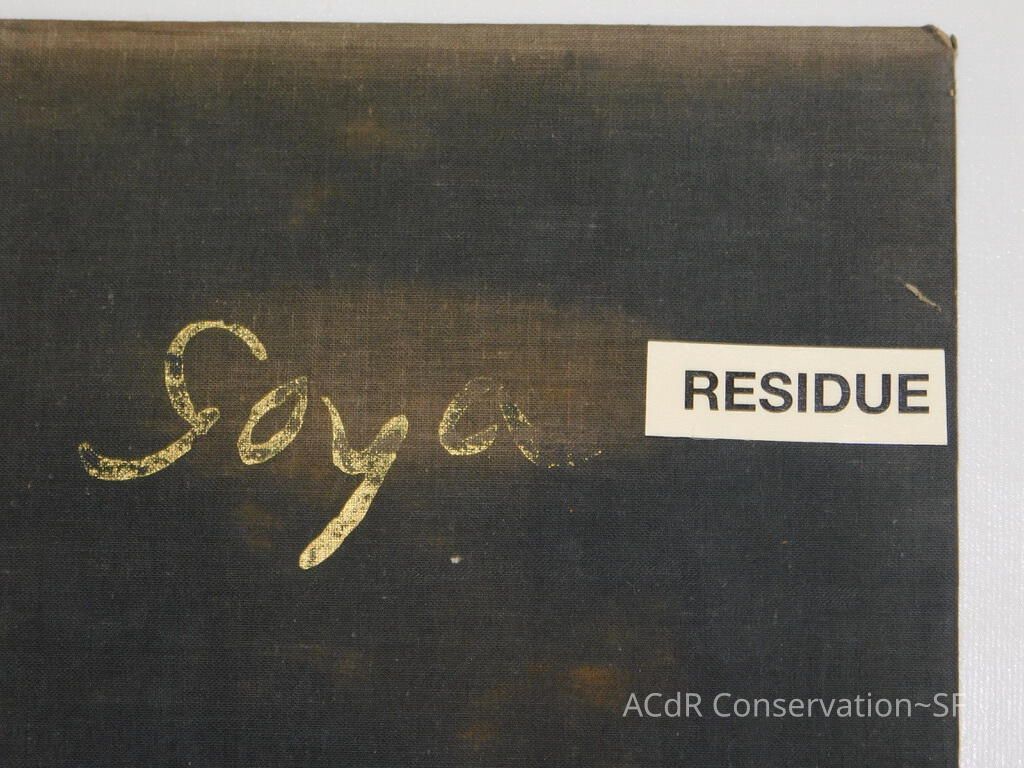 Goya
RESIDUE
ACdR Conservation~SF